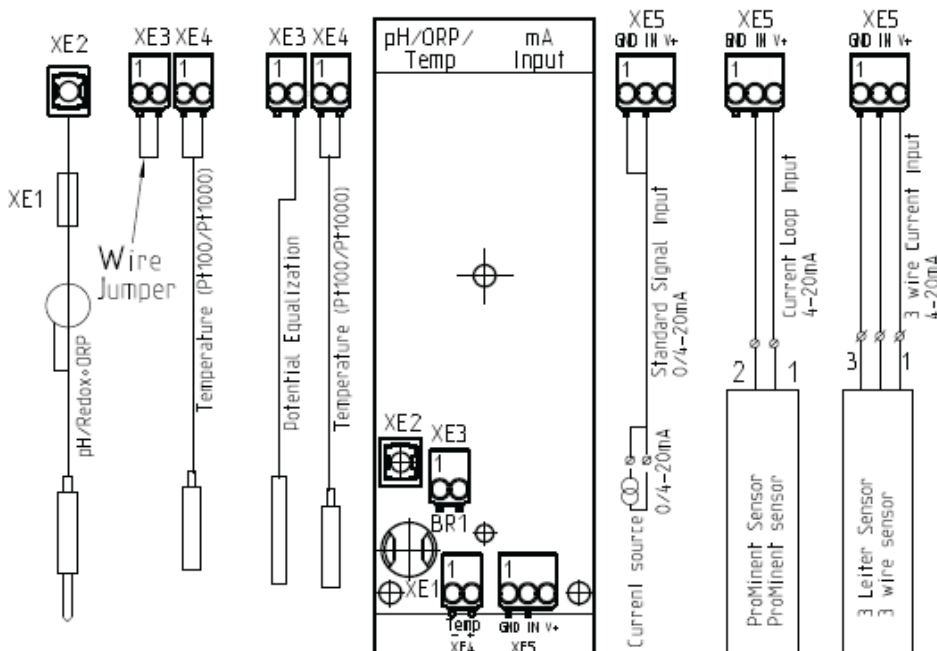 XE2
XE3 XE4
1
1
XE3 XE4
1
1
pH/ORP/
Temp
mA
Input
XE5
GND IN V+
1
XE5
GND IN V+
1
XE5
GND IN V+
1
XE1
Wire
Jumper
pH/Redox◦ORP
Temperature (Pt100/Pt1000)
Potential Equalization
Temperature (Pt100/Pt1000)
Standard Signal Input
0/4-20mA
Current Loop Input
4-20mA
3 wire Current Input
4-20mA
2
1
3
1
XE2
XE3
1
BR1
XE1
1
1
Temp
- +
XE4
GND IN V+
XE5
0/4-20mA
Current source
ProMinent Sensor
ProMinent sensor
3 Leiter Sensor
3 wire sensor